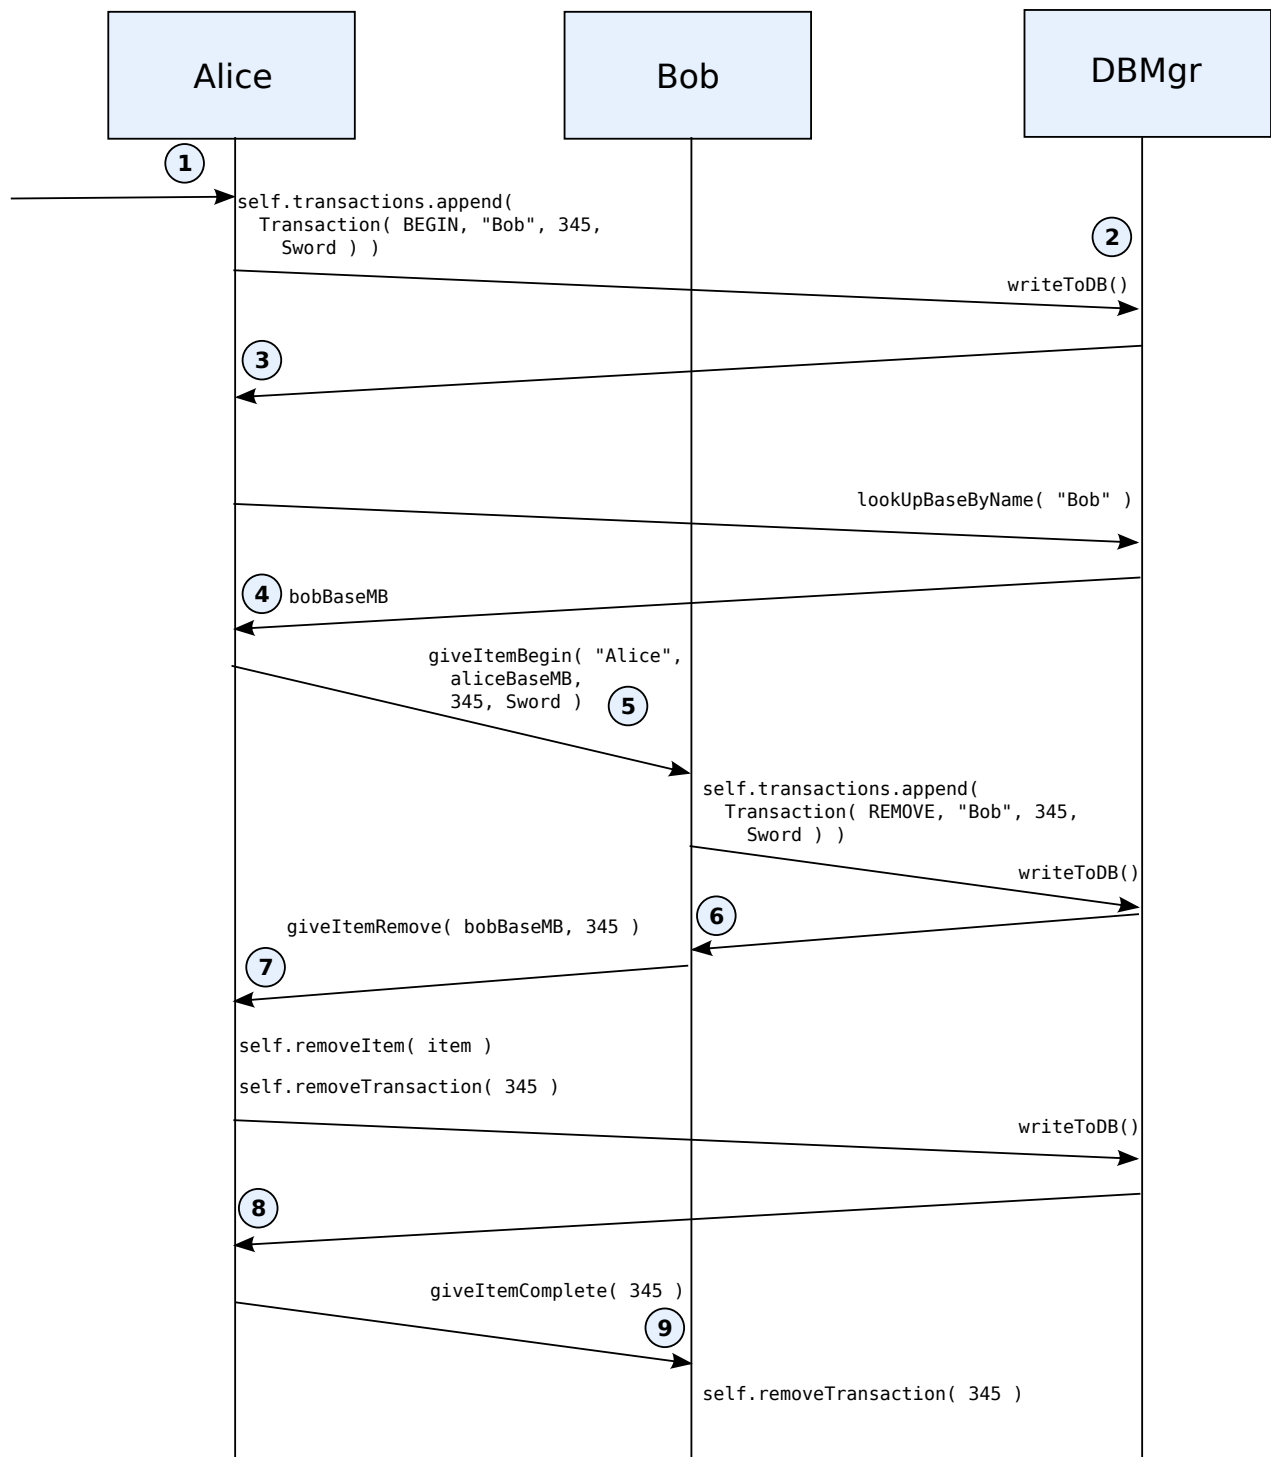 Alice
Bob
DBMgr
1
self.transactions.append(
Transaction( BEGIN, "Bob", 345,
Sword ) )
2
writeToDB()
3
lookUpBaseByName( "Bob" )
4
bobBaseMB
giveItemBegin( "Alice",
aliceBaseMB,
345, Sword )
5
self.transactions.append(
Transaction( REMOVE, "Bob", 345,
Sword ) )
writeToDB()
6
giveItemRemove( bobBaseMB, 345 )
7
self.removeItem( item )
self.removeTransaction( 345 )
writeToDB()
8
giveItemComplete( 345 )
9
self.removeTransaction( 345 )